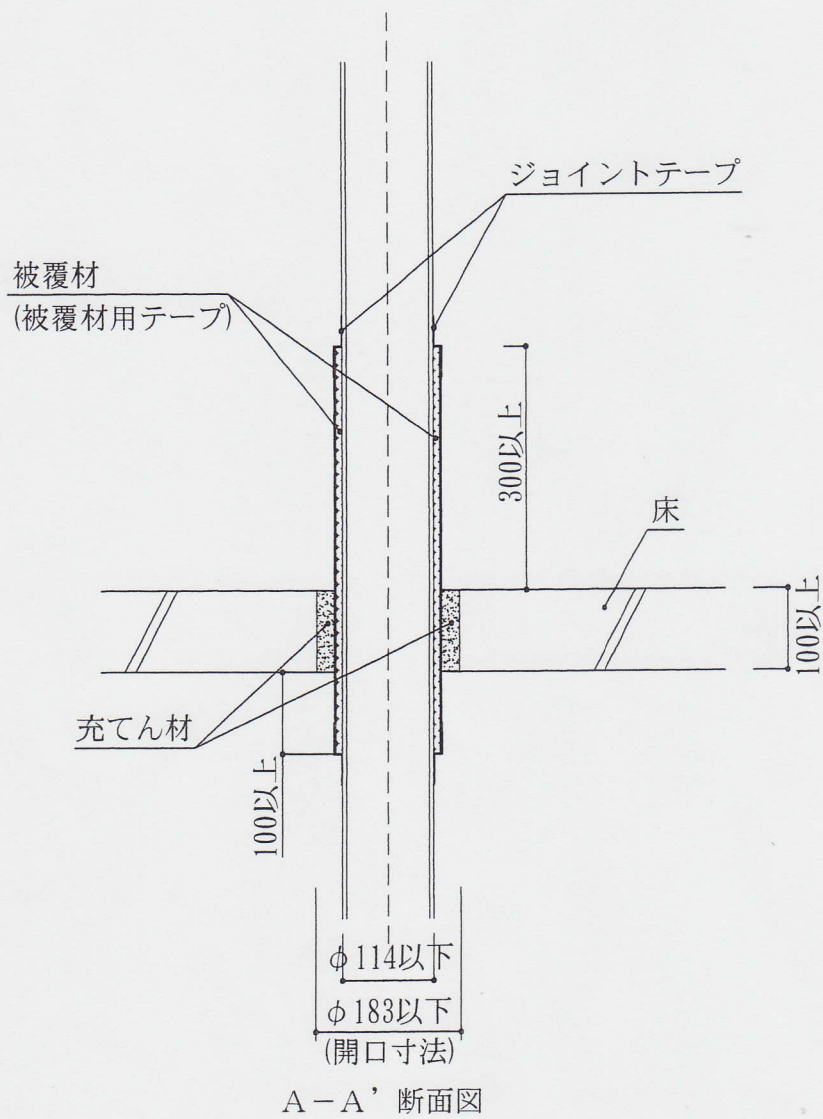 ジョイントテープ
被覆材
(被覆材用テープ)
300以上
床
100以上
充てん材
100以上
φ114以下
φ183以下
(開口寸法)
A－A’断面図